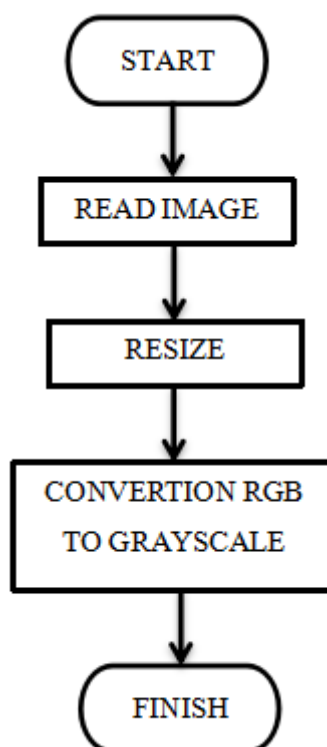 START
READ IMAGE
RESIZE
CONVERTION RGB
TO GRAYSCALE
FINISH